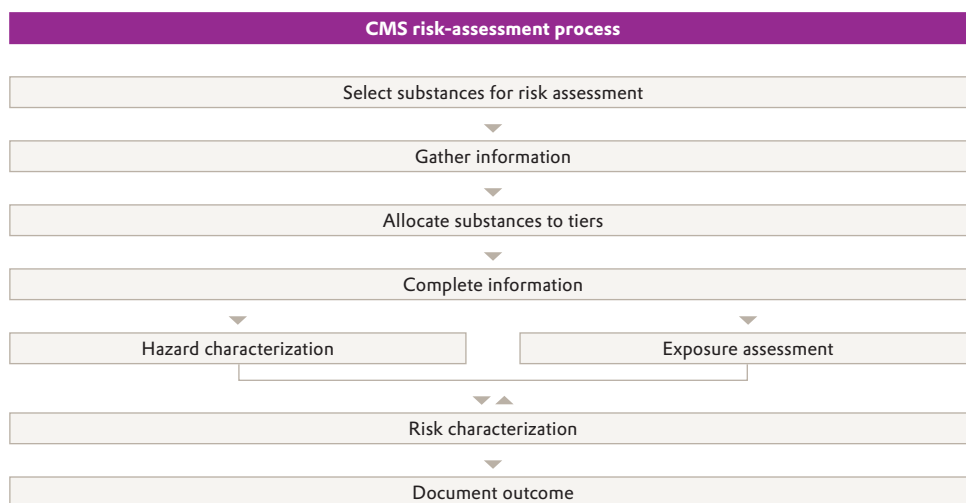 CMS risk-assessment process
Select substances for risk assessment
Gather information
Allocate substances to tiers
Complete information
Hazard characterization
Exposure assessment
Risk characterization
Document outcome